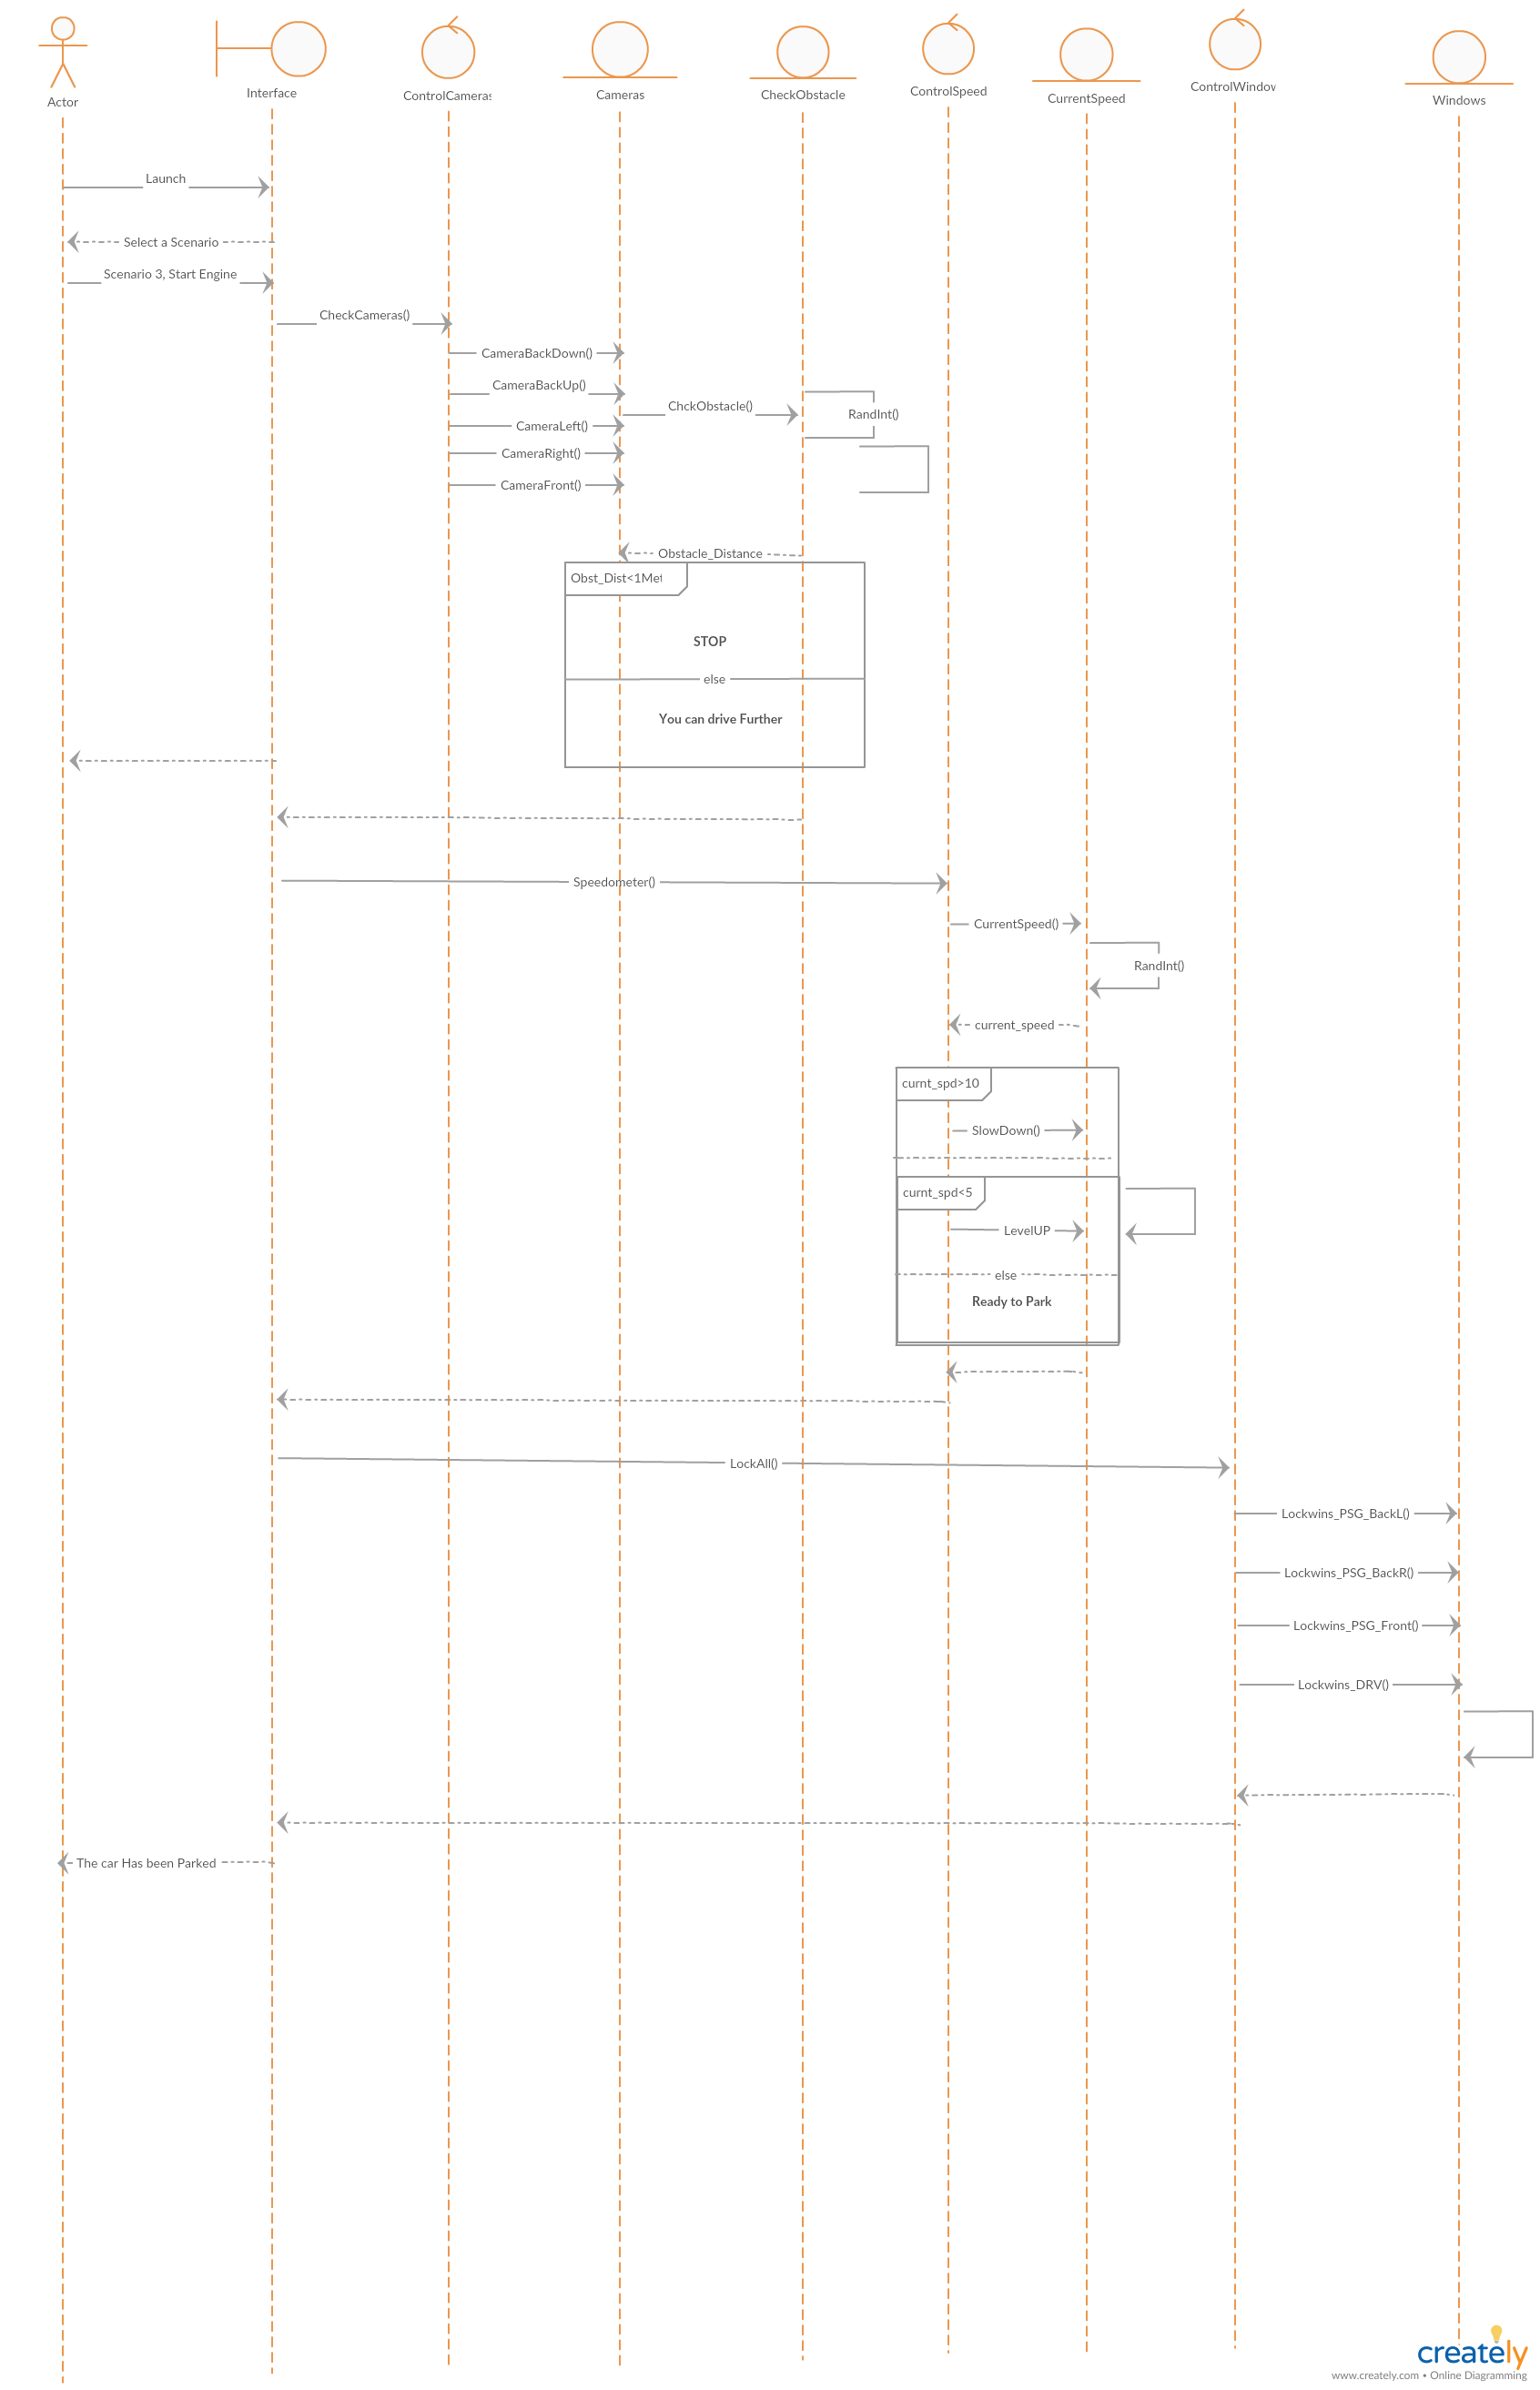 Actor
Interface
ControlCameras
Cameras
CheckObstacle
ControlSpeed
CurrentSpeed
ControlWindov
Windows
Launch
Select a Scenario
Scenario 3, Start Engine
CheckCameras()
CameraBackDown()
CameraBackUp()
ChckObstacle()
RandInt()
CameraLeft()
CameraRight()
CameraFront()
Obstacle_Distance
Obst_Dist<1Met
STOP
else
You can drive Further
Speedometer()
CurrentSpeed()
RandInt()
current_speed
curnt_spd>10
SlowDown()
curnt_spd<5
LevelUP
else
Ready to Park
LockAll()
Lockwins_PSG_BackL()
Lockwins_PSG_BackR()
Lockwins_PSG_Front()
Lockwins_DRV()
The car Has been Parked
creately
www.creately.com • Online Diagramming